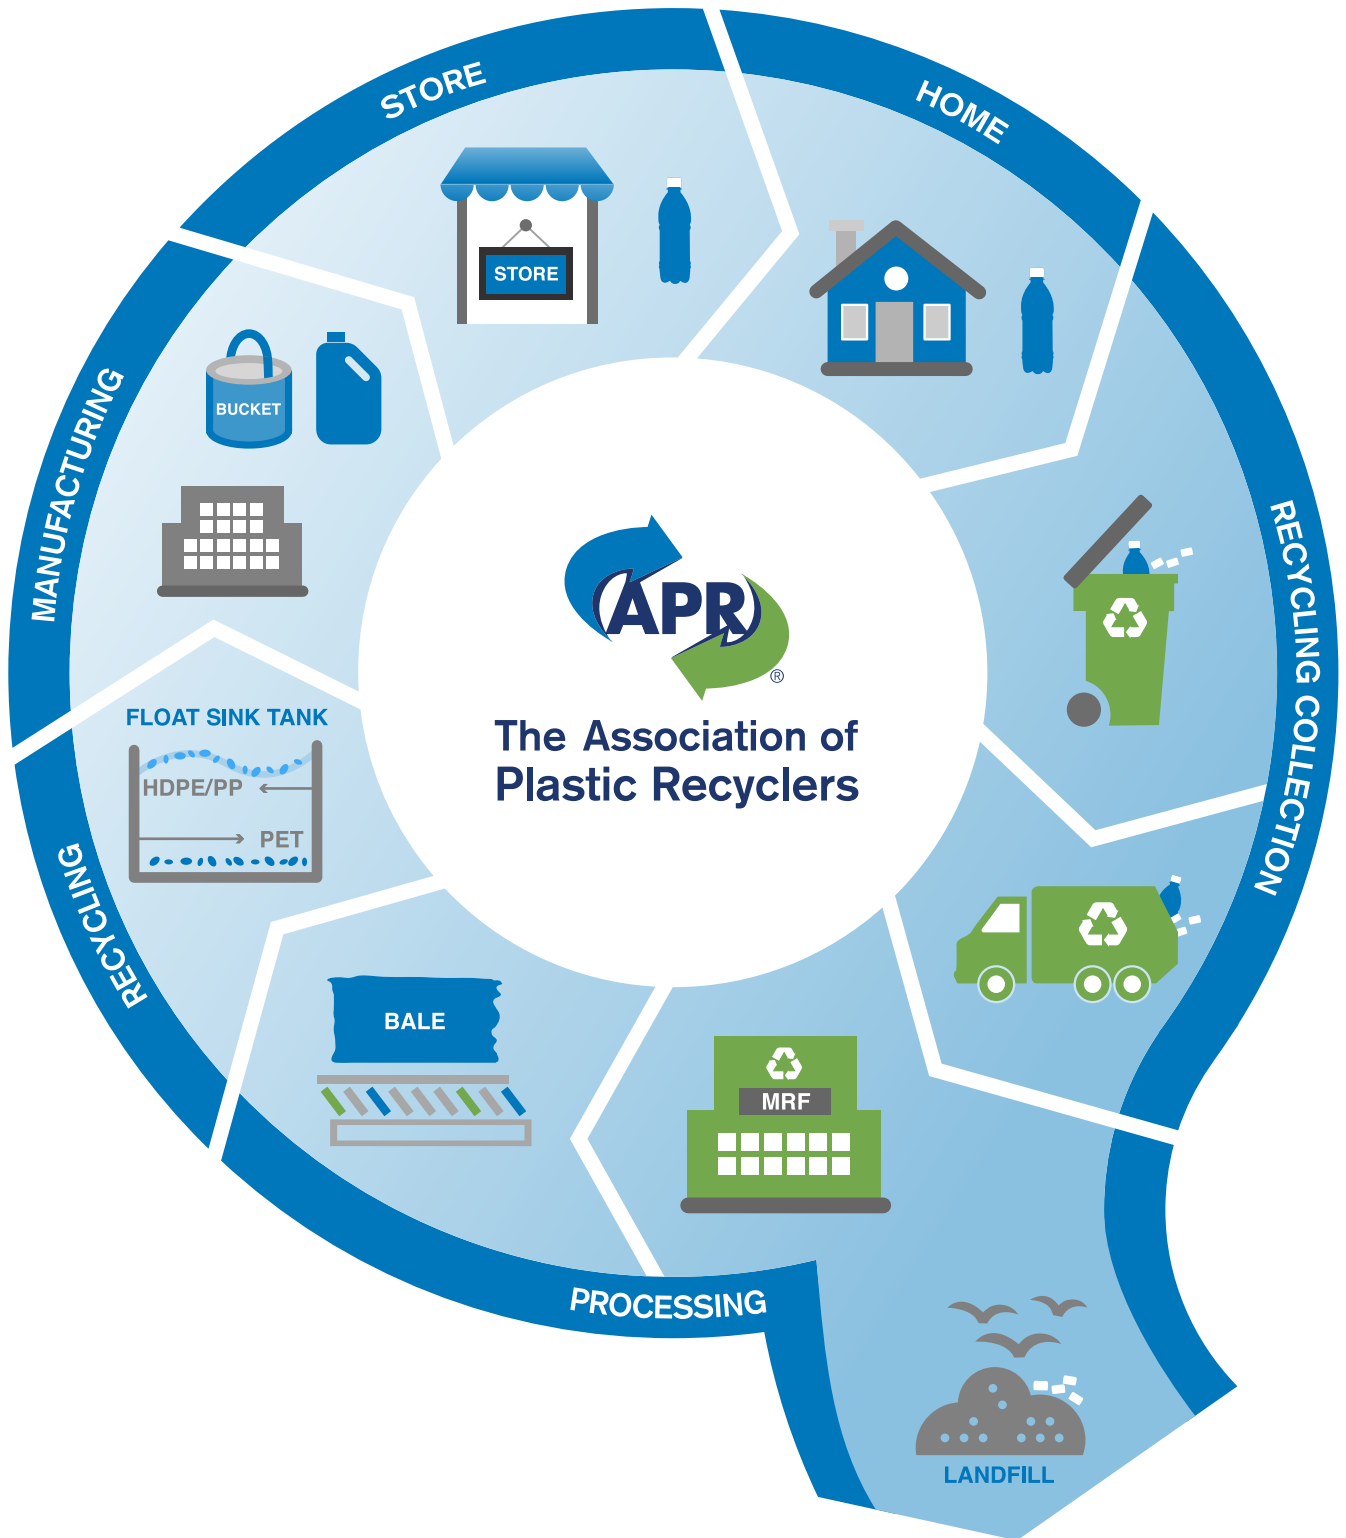 STORE
HOME
STORE
MANUFACTURING
BUCKET
RECYCLING COLLECTION
APR
®
The Association of
Plastic Recyclers
FLOAT SINK TANK
HDPE/PP
PET
RECYCLING
BALE
MRF
PROCESSING
LANDFILL